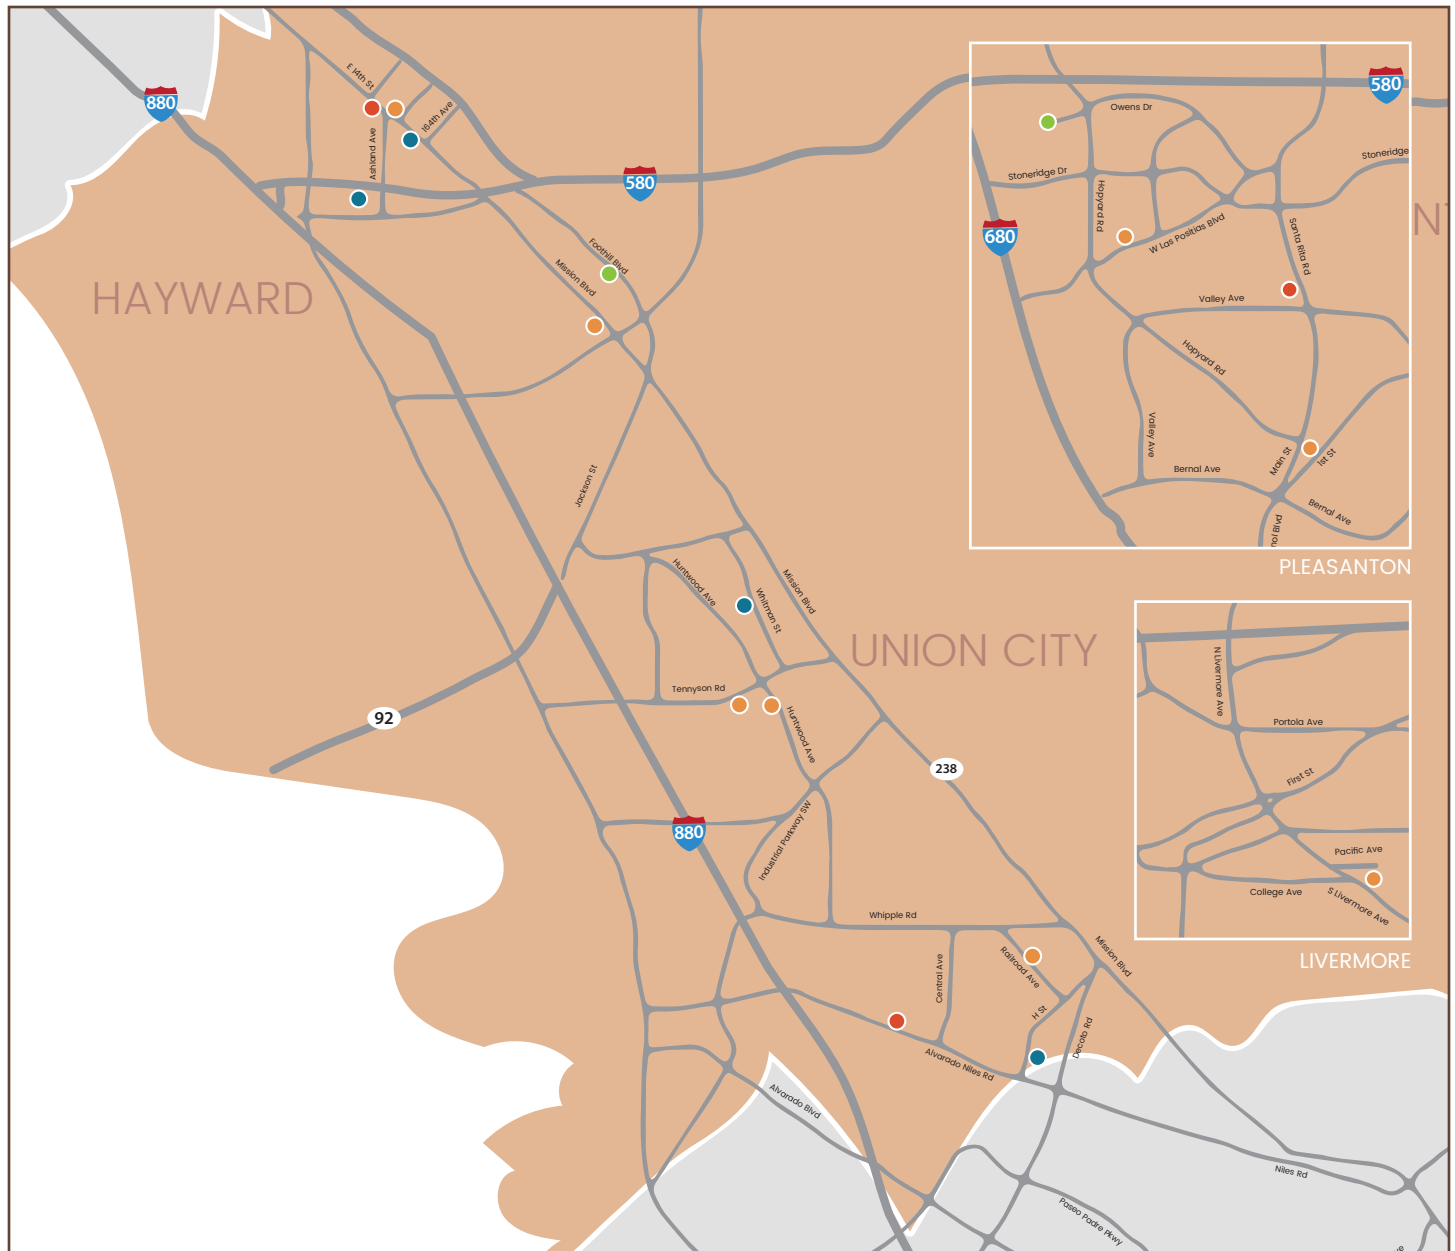 880
E 14th St
164th Ave
Ashland Ave
580
Foothill Blvd
Mission Blvd
HAYWARD
Jackson St
Huntwood Ave
Whitman St
Mission Blvd
UNION CITY
Tennyson Rd
Huntwood Ave
92
238
Industrial Parkway SW
880
Whipple Rd
Central Ave
Railroad Ave
Mission Blvd
H St
Decoto Rd
Alvarado Niles Rd
Alvarado Blvd
Niles Rd
Paseo Padre Pkwy
580
Owens Dr
Stoneridge
Stoneridge Dr
Hopyard Rd
680
W Las Positias Blvd
Santa Rita Rd
Valley Ave
Hopyard Rd
Valley Ave
Main St
1st St
Bernal Ave
Bernal Ave
nol Blvd
PLEASANTON
N Livermore Ave
Portola Ave
First St
Pacific Ave
College Ave
S Livermore Ave
LIVERMORE